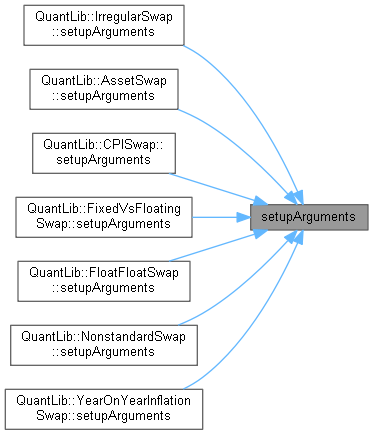 QuantLib::IrregularSwap
::setupArguments
QuantLib::AssetSwap
::setupArguments
QuantLib::CPISwap::
setupArguments
QuantLib::FixedVsFloating
Swap::setupArguments
setupArguments
QuantLib::FloatFloatSwap
::setupArguments
QuantLib::NonstandardSwap
::setupArguments
QuantLib::YearOnYearInflation
Swap::setupArguments